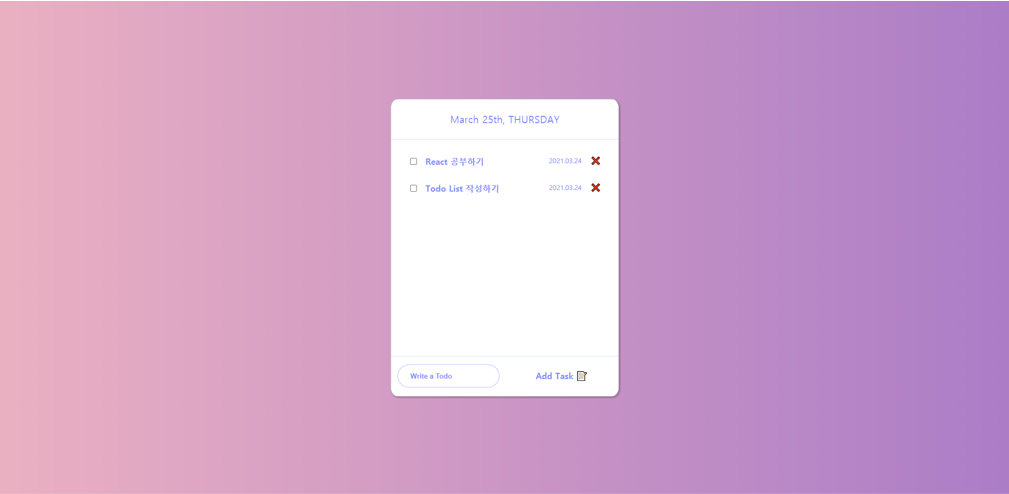 March 25th, THURSDAY
React 공부하기 2021.03.24
Todo List 작성하기 2021.03.24
Write a Todo Add Task